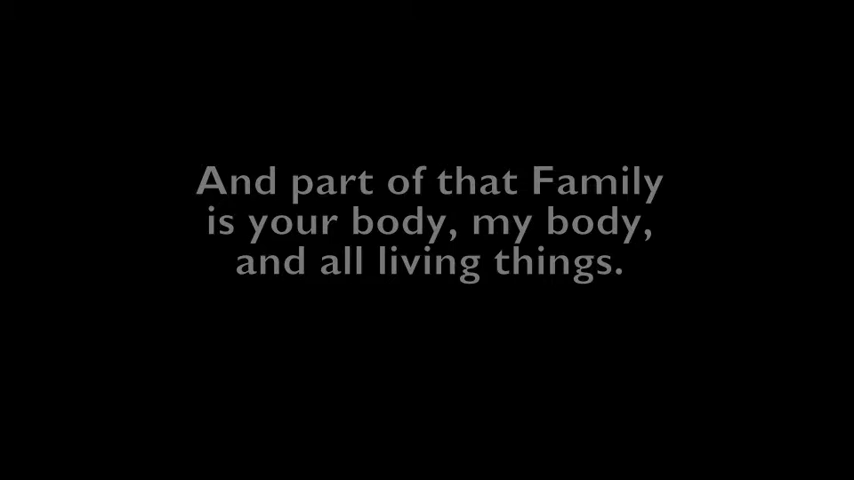 And part of that Family
is your body, my body,
and all living things.